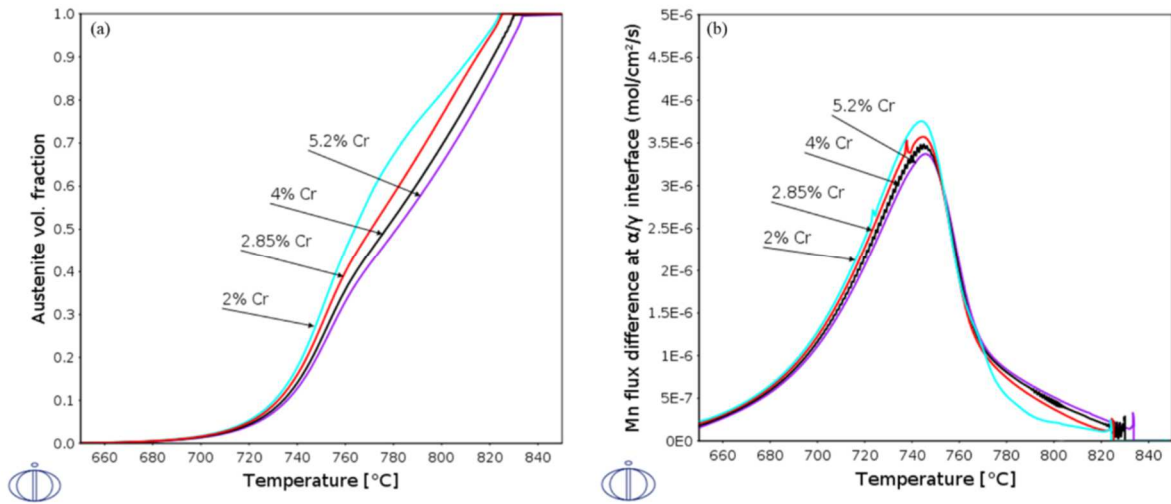 (a)
1.0
0.9
0.8
0.7
0.6
0.5
0.4
0.3
0.2
0.1
0.0
Austenite vol. fraction
5.2% Cr
4% Cr
2.85% Cr
2% Cr
660 680 700 720 740 760 780 800 820 840
Temperature [°C]
(b)
5E-6
4.5E-6
4E-6
3.5E-6
3E-6
2.5E-6
2E-6
1.5E-6
1E-6
5E-7
0E0
Mn flux difference at α/γ interface (mol/cm²/s)
5.2% Cr
4% Cr
2.85% Cr
2% Cr
660 680 700 720 740 760 780 800 820 840
Temperature [°C]